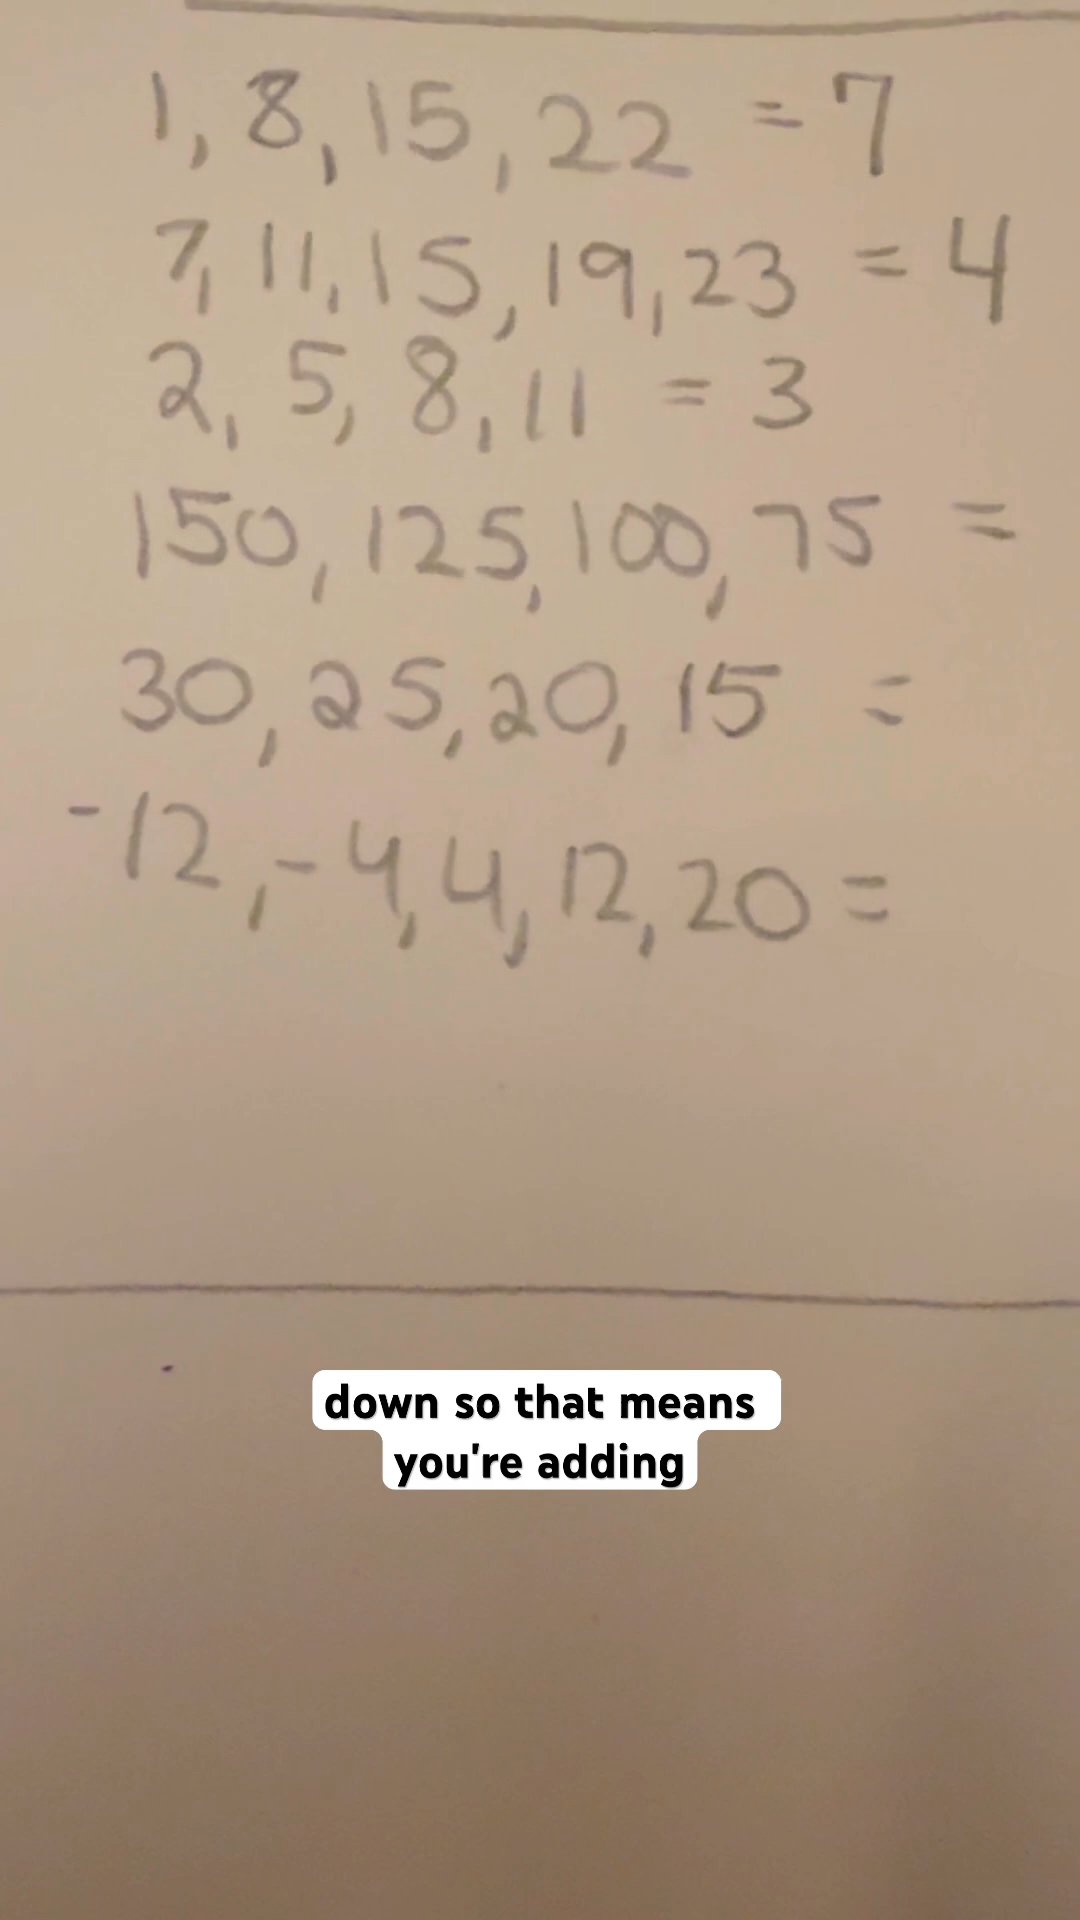 1, 8, 15, 22 = 7
7, 11, 15, 19, 23 = 4
2, 5, 8, 11 = 3
150, 125, 100, 75 =
30, 25, 20, 15 =
-12, -4, 4, 12, 20 =
down so that means
you're adding